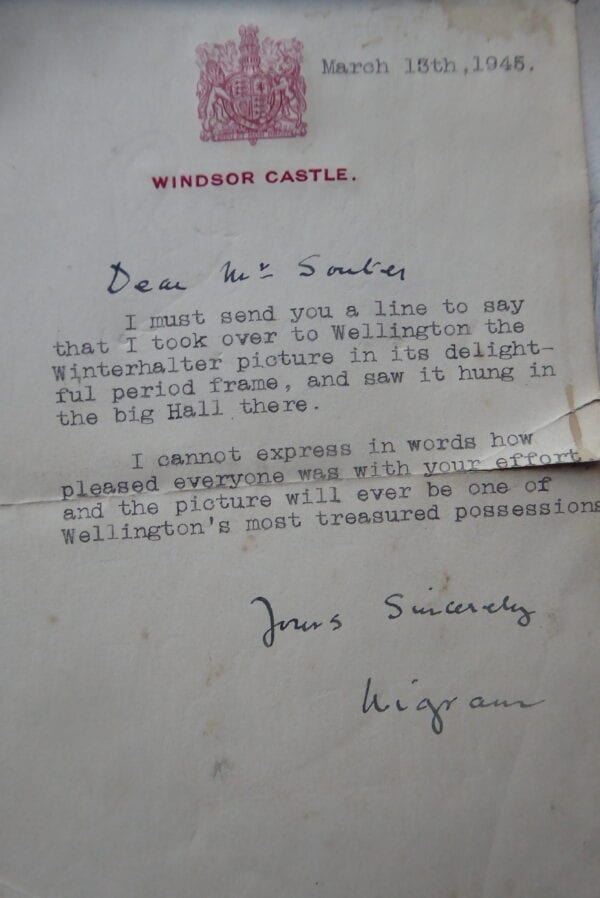 March 13th, 1945.
WINDSOR CASTLE.
Dear Mr Souter
I must send you a line to say
that I took over to Wellington the
Winterhalter picture in its delight-
ful period frame, and saw it hung in
the big Hall there.
I cannot express in words how
pleased everyone was with your effort
and the picture will ever be one of
Wellington's most treasured possessions
Yours Sincerely
Wigram